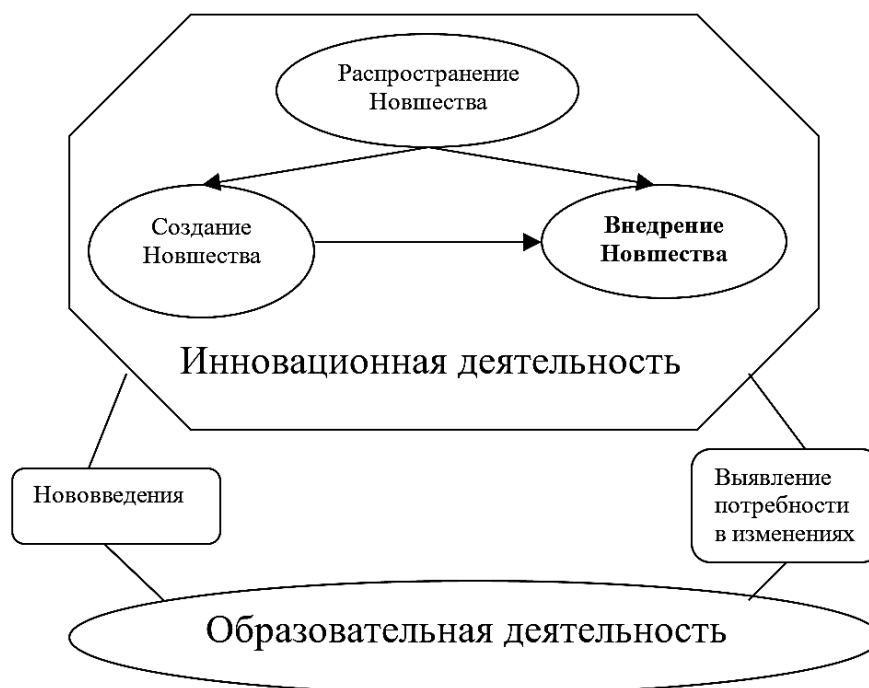 Распространение
Новшества
Создание
Новшества
Внедрение
Новшества
Инновационная деятельность
Нововведения
Выявление
потребности
в изменениях
Образовательная деятельность